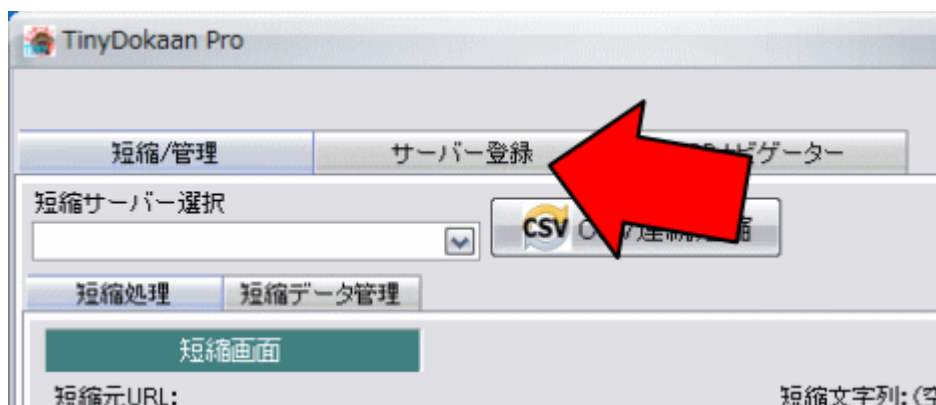 TinyDokaan Pro
短縮/管理 サーバー登録 ビゲーター
短縮サーバー選択
CSV
短縮処理 短縮データ管理
短縮画面
短縮元URL: 短縮文字列:(空